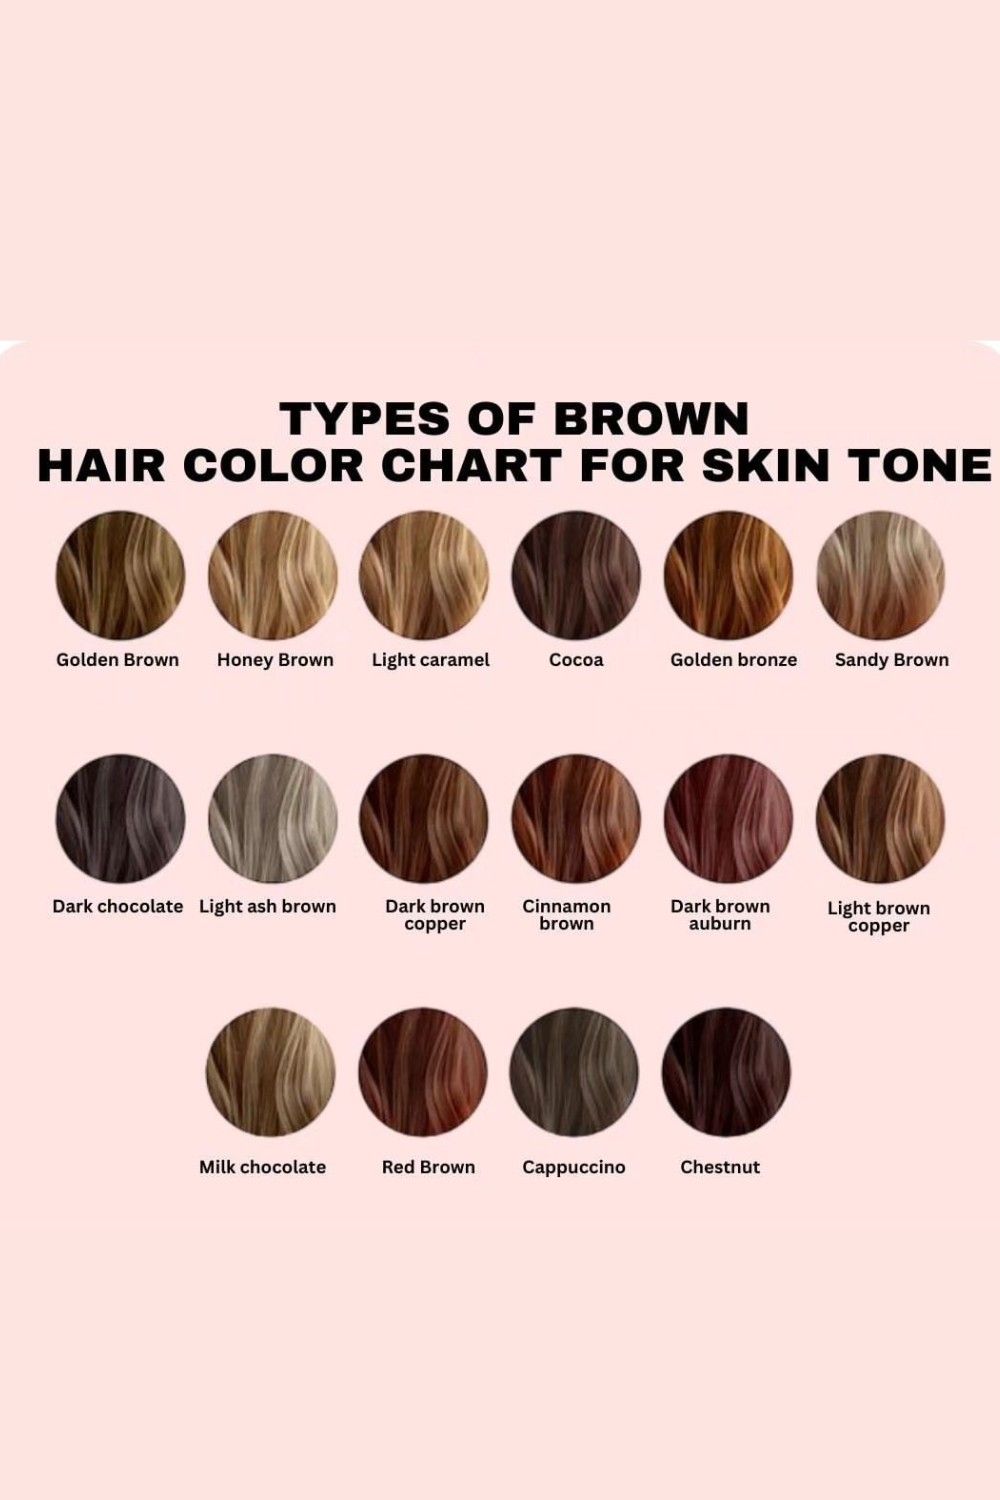 TYPES OF BROWN
HAIR COLOR CHART FOR SKIN TONE
Golden Brown
Honey Brown
Light caramel
Cocoa
Golden bronze
Sandy Brown
Dark chocolate
Light ash brown
Dark brown
copper
Cinnamon
brown
Dark brown
auburn
Light brown
copper
Milk chocolate
Red Brown
Cappuccino
Chestnut